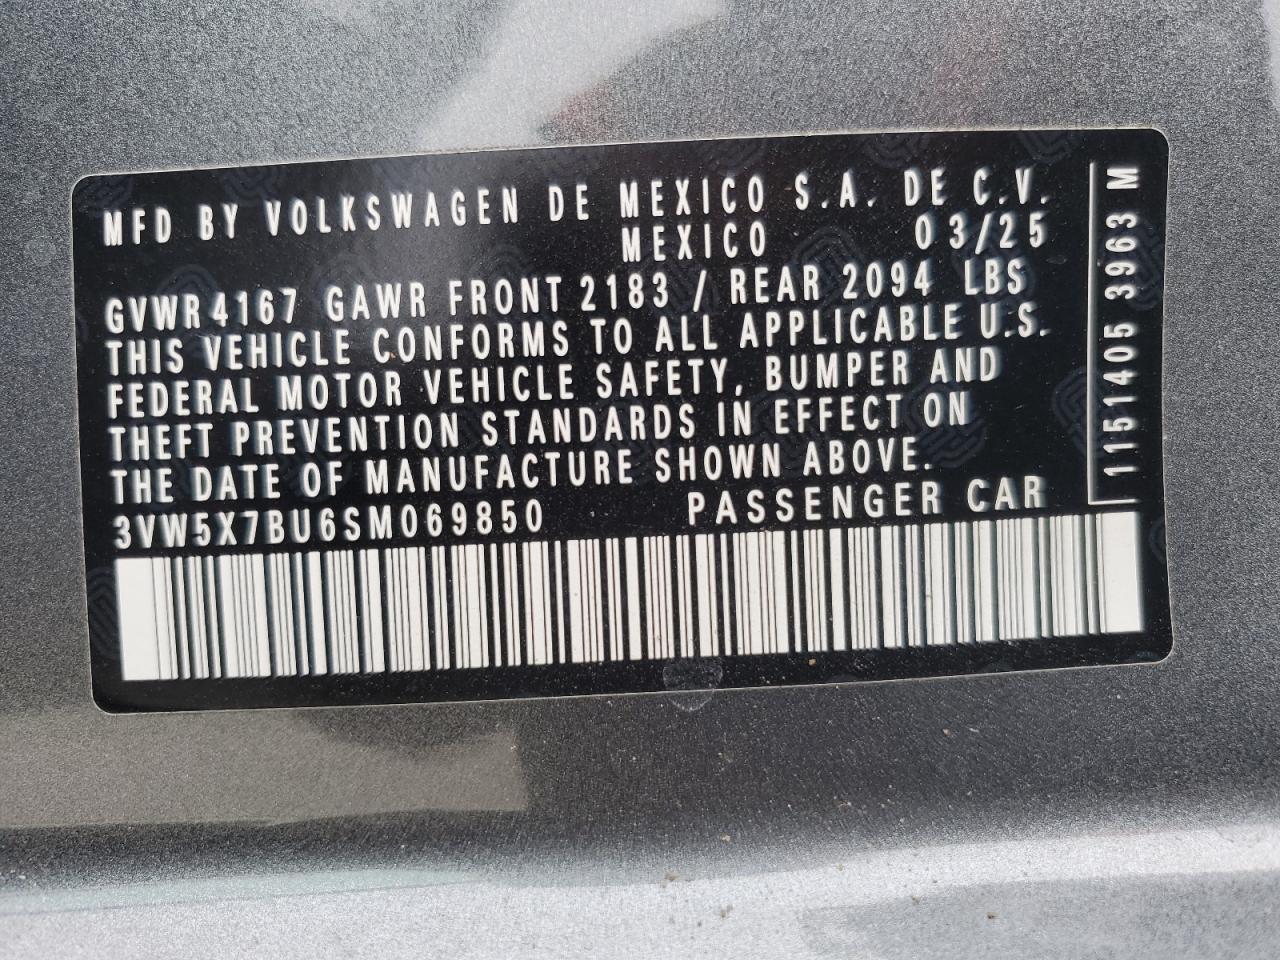 MFD BY VOLKSWAGEN DE MEXICO S.A. DE C.V.
MEXICO 03/25
GVWR 4167 GAWR FRONT 2183 / REAR 2094 LBS
THIS VEHICLE CONFORMS TO ALL APPLICABLE U.S.
FEDERAL MOTOR VEHICLE SAFETY, BUMPER AND
THEFT PREVENTION STANDARDS IN EFFECT ON
THE DATE OF MANUFACTURE SHOWN ABOVE.
3VW5X7BU6SM069850 PASSENGER CAR
1151405 3963 M